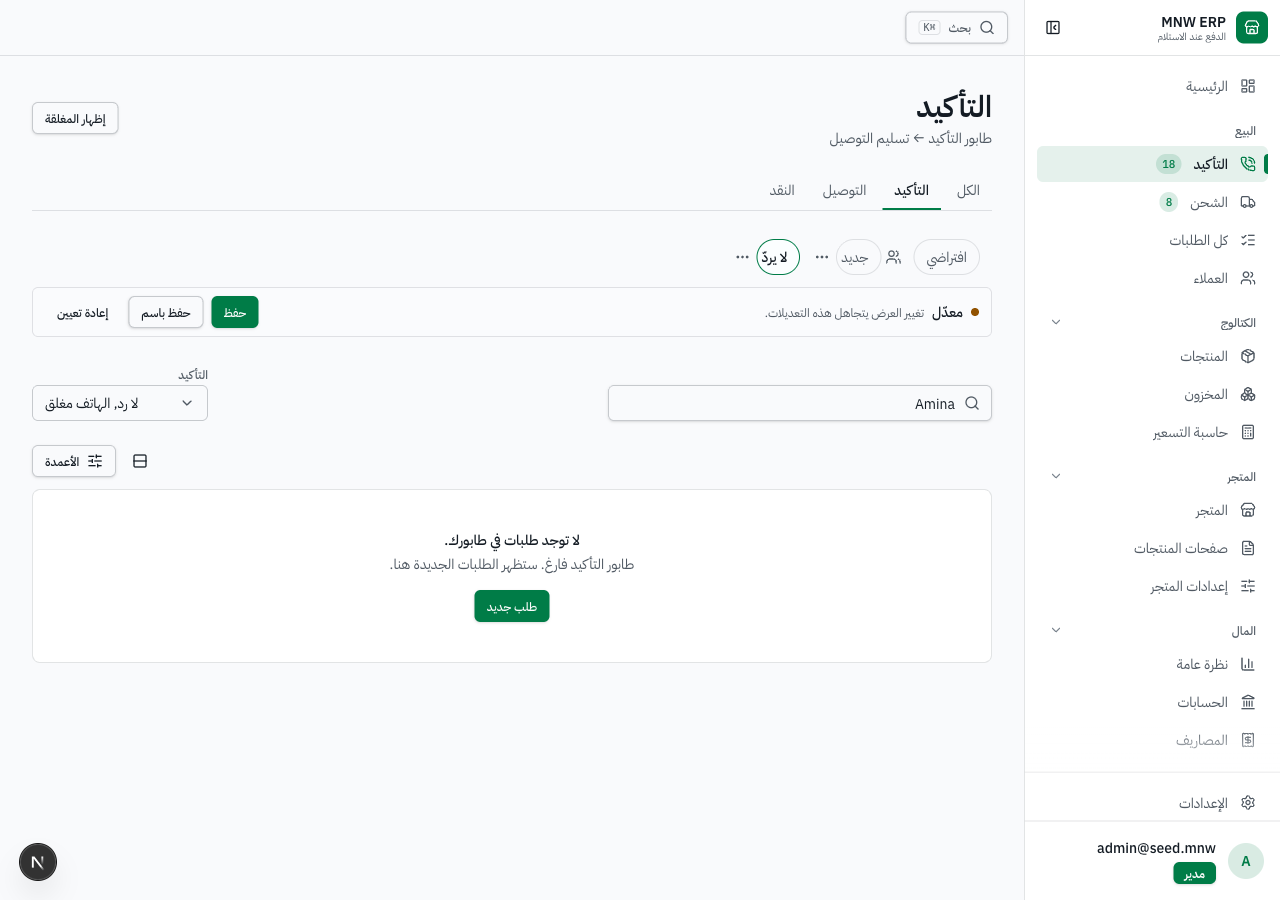 MNW ERP
الدفع عند الاستلام
الرئيسية
البيع
التأكيد 18
الشحن 8
كل الطلبات
العملاء
الكتالوج
المنتجات
المخزون
حاسبة التسعير
المتجر
المتجر
صفحات المنتجات
إعدادات المتجر
المال
نظرة عامة
الحسابات
المصاريف
الإعدادات
A
admin@seed.mnw
مدير
بحث ⌘K
التأكيد
طابور التأكيد ← تسليم التوصيل
إظهار المغلقة
الكل التأكيد التوصيل النقد
افتراضي جديد لا يردّ
معدّل تغيير العرض يتجاهل هذه التعديلات.
حفظ حفظ باسم إعادة تعيين
Amina
التأكيد
لا رد, الهاتف مغلق
الأعمدة
لا توجد طلبات في طابورك.
طابور التأكيد فارغ. ستظهر الطلبات الجديدة هنا.
طلب جديد
N